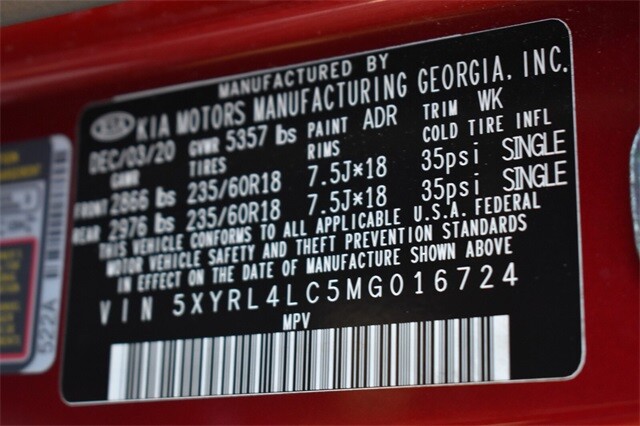 MANUFACTURED BY
KIA KIA MOTORS MANUFACTURING GEORGIA, INC.
DEC/03/20 GVWR 5357 lbs PAINT ADR TRIM WK
GAWR TIRES RIMS COLD TIRE INFL
FRONT 2866 lbs 235/60R18 7.5J*18 35psi SINGLE
REAR 2976 lbs 235/60R18 7.5J*18 35psi SINGLE
THIS VEHICLE CONFORMS TO ALL APPLICABLE U.S.A. FEDERAL
MOTOR VEHICLE SAFETY AND THEFT PREVENTION STANDARDS
IN EFFECT ON THE DATE OF MANUFACTURE SHOWN ABOVE
VIN 5XYRL4LC5MG016724
MPV
522A